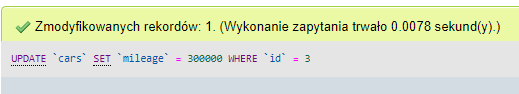 Zmodyfikowanych rekordów: 1. (Wykonanie zapytania trwało 0.0078 sekund(y).)
UPDATE `cars` SET `mileage` = 300000 WHERE `id` = 3